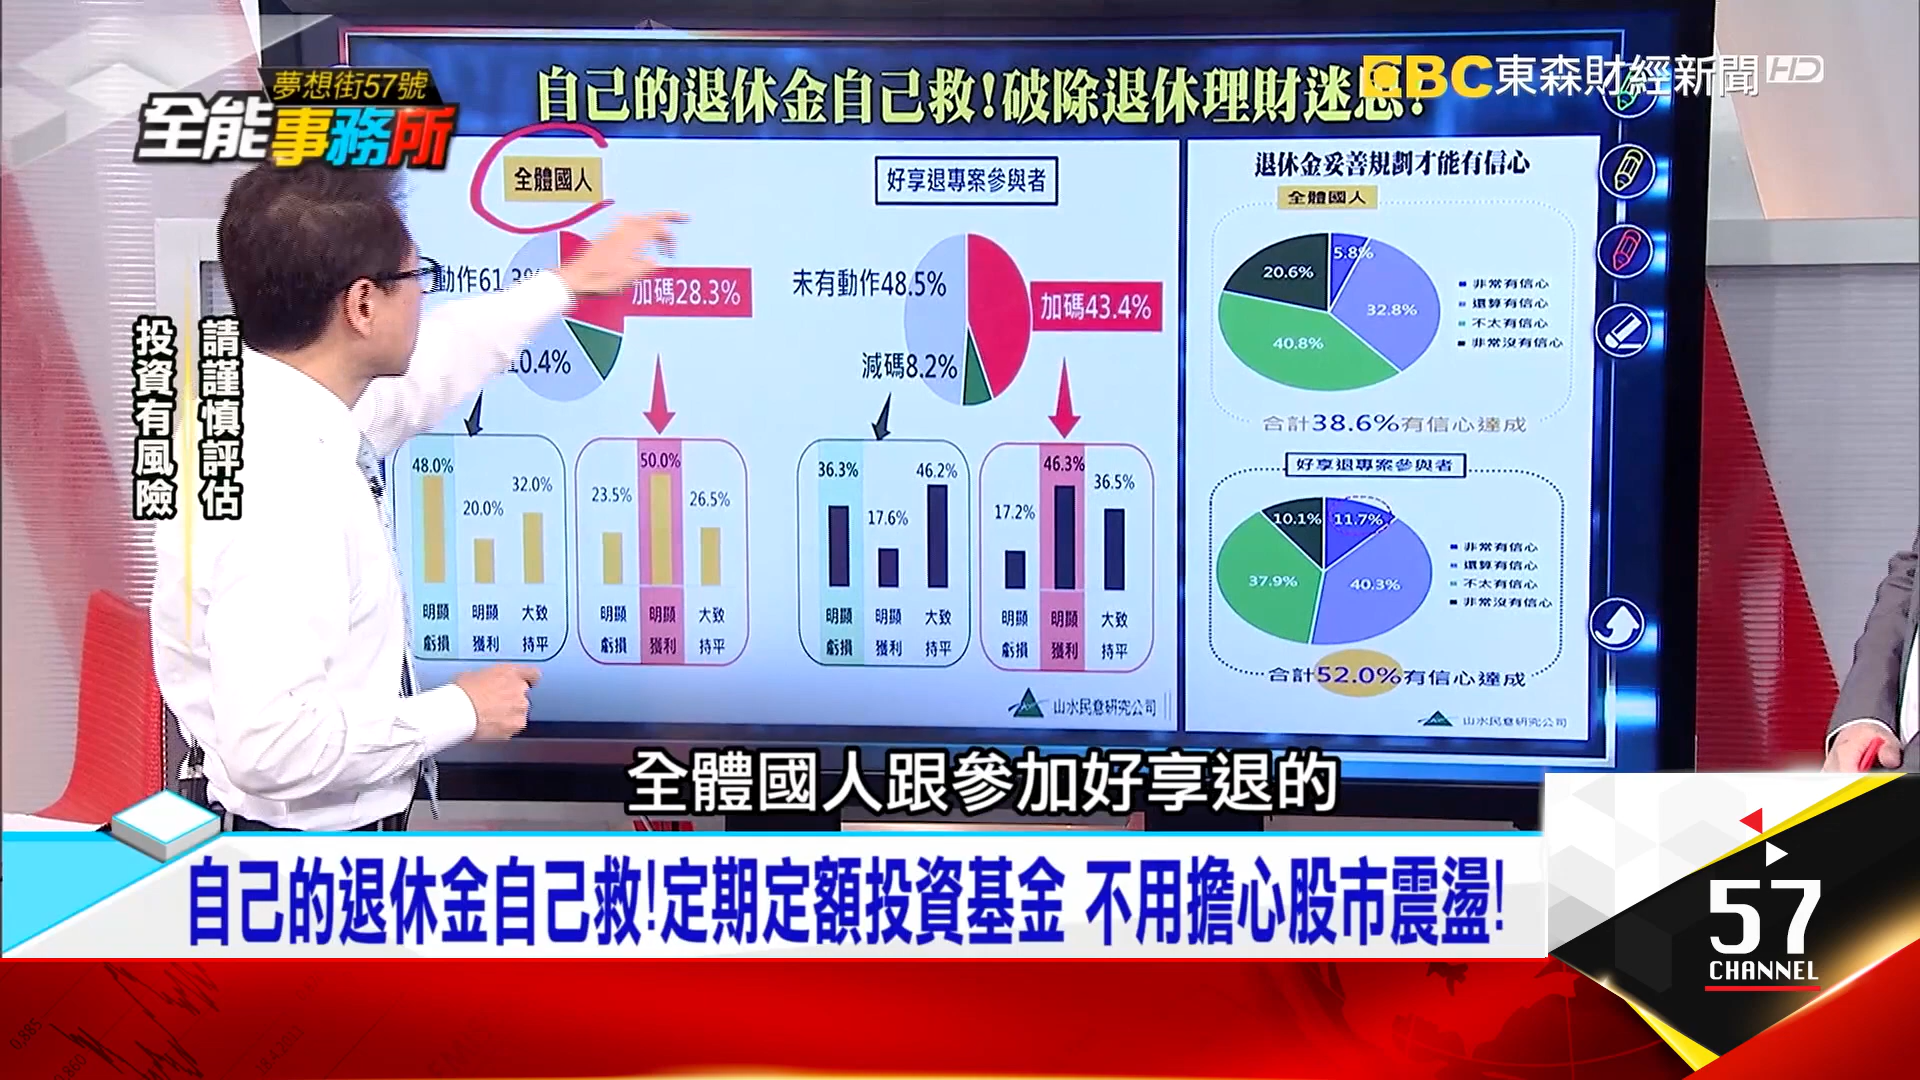 夢想街57號
全能事務所
EBC東森財經新聞HD
自己的退休金自己救!破除退休理財迷思!
請謹慎評估
投資有風險
全體國人
動作61.3%
加碼28.3%
10.4%
48.0%
20.0%
32.0%
明顯虧損
明顯獲利
大致持平
23.5%
50.0%
26.5%
明顯虧損
明顯獲利
大致持平
好享退專案參與者
未有動作48.5%
加碼43.4%
減碼8.2%
36.3%
17.6%
46.2%
明顯虧損
明顯獲利
大致持平
17.2%
46.3%
36.5%
明顯虧損
明顯獲利
大致持平
山水民意研究公司
退休金妥善規劃才能有信心
全體國人
5.8%
20.6%
32.8%
40.8%
非常有信心
還算有信心
不太有信心
非常沒有信心
合計38.6%有信心達成
好享退專案參與者
10.1%
11.7%
37.9%
40.3%
非常有信心
還算有信心
不太有信心
非常沒有信心
合計52.0%有信心達成
山水民意研究公司
全體國人跟參加好享退的
自己的退休金自己救!定期定額投資基金 不用擔心股市震盪!
57
CHANNEL